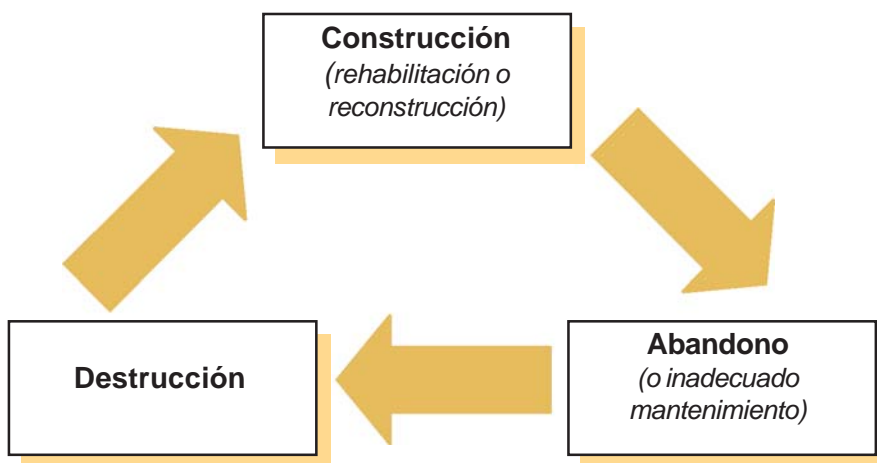 Construcción
(rehabilitación o
reconstrucción)
Abandono
(o inadecuado
mantenimiento)
Destrucción